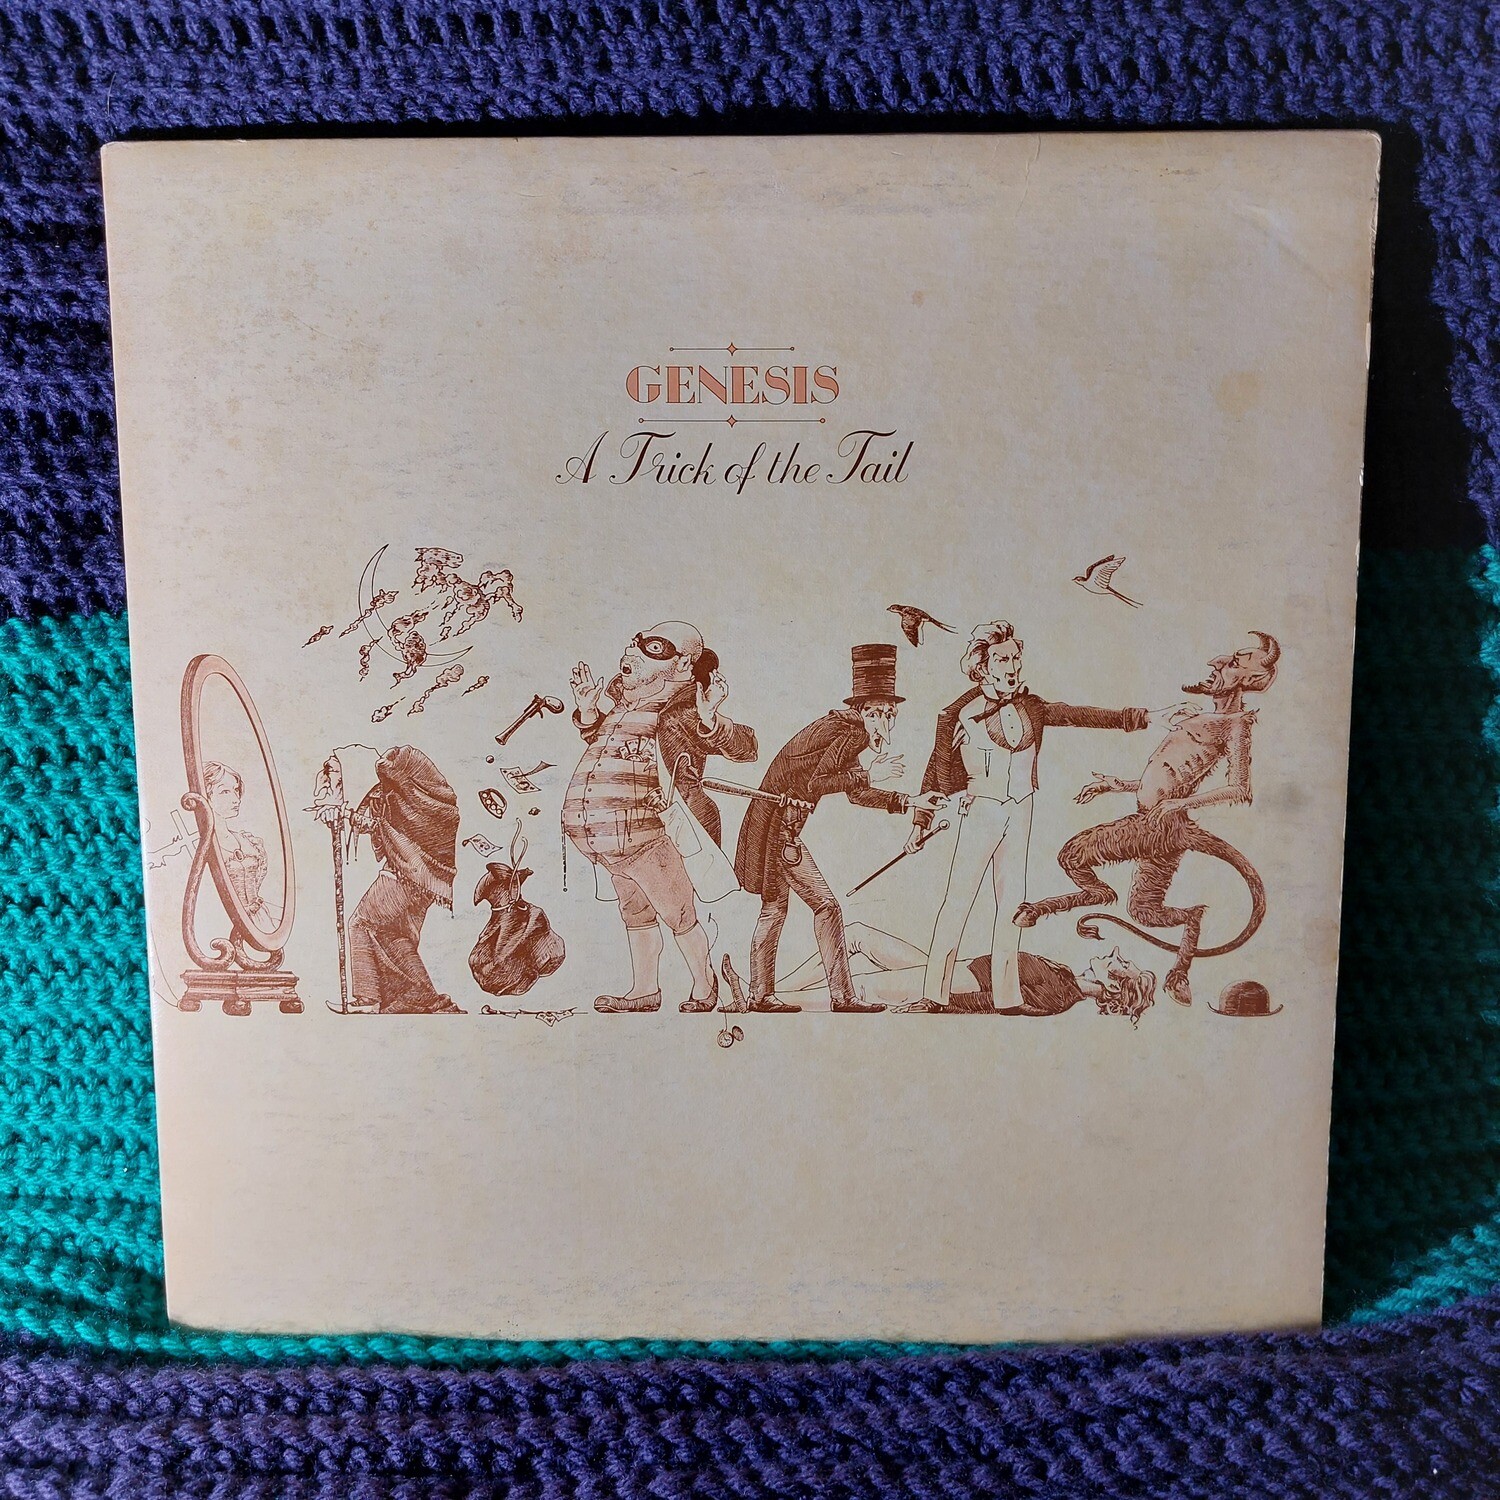 GENESIS
A Trick of the Tail